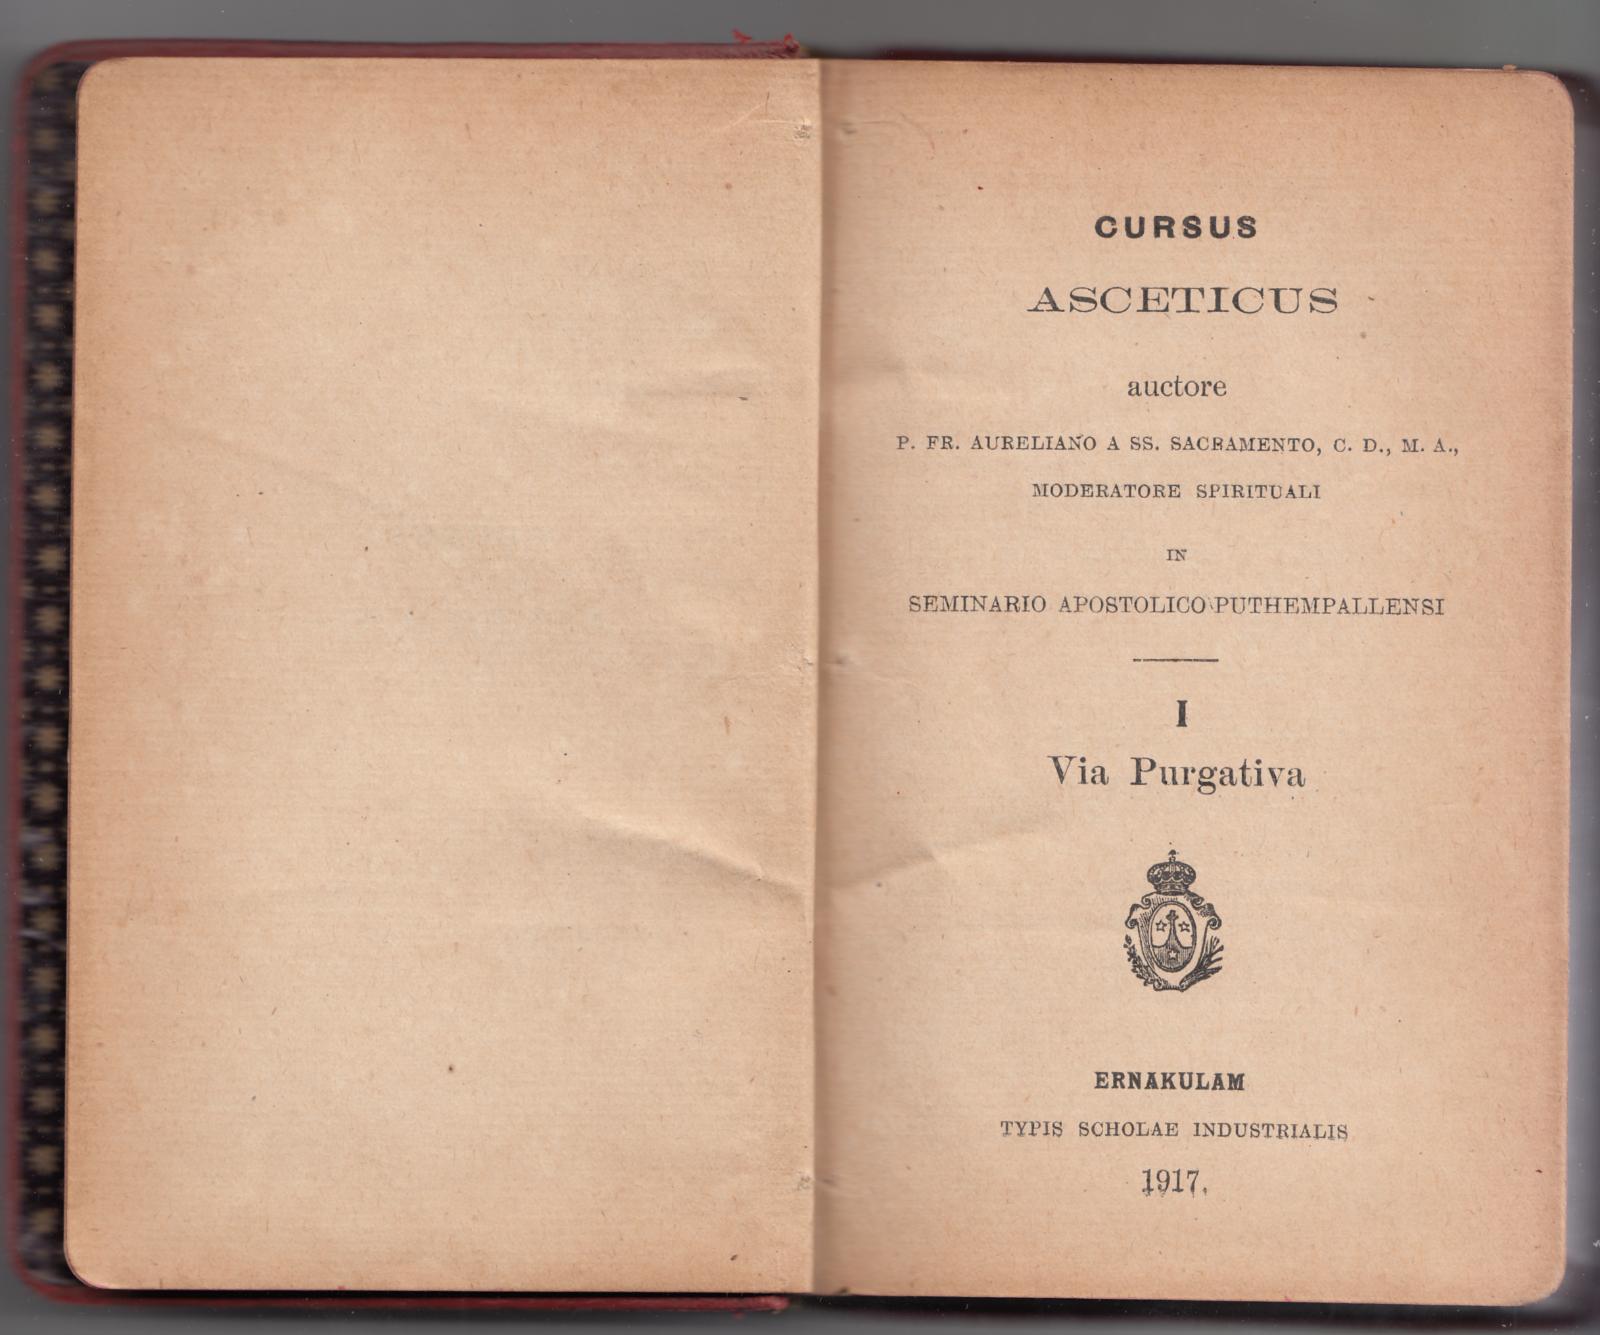 CURSUS
ASCETICUS
auctore
P. FR. AURELIANO A SS. SACRAMENTO, C. D., M. A.,
MODERATORE SPIRITUALI
IN
SEMINARIO APOSTOLICO PUTHEMPALLENSI
I
Via Purgativa
ERNAKULAM
TYPIS SCHOLAE INDUSTRIALIS
1917.